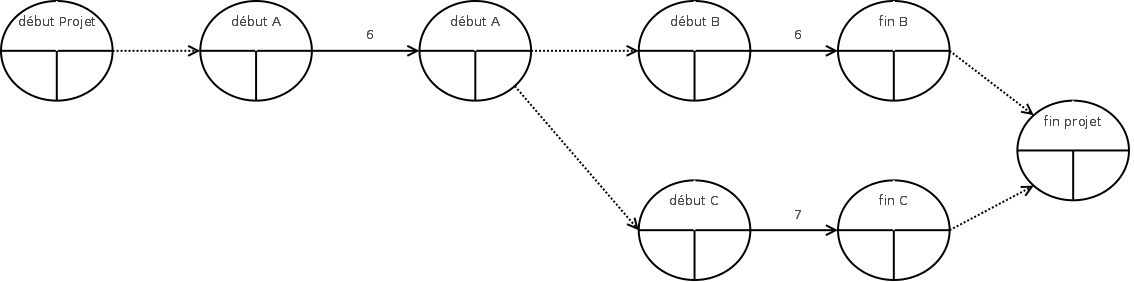 début Projet
début A
6
début A
début B
6
fin B
fin projet
début C
7
fin C